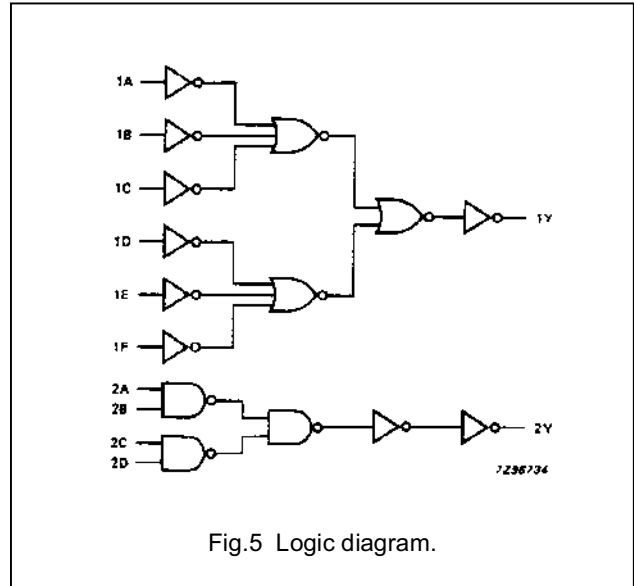 1A
1B
1C
1Y
1D
1E
1F
2A
2B
2Y
2C
2D
7Z96734
Fig.5 Logic diagram.